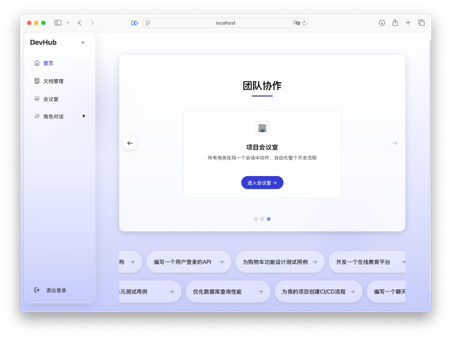 localhost
DevHub
首页
文档管理
会议室
角色对话
退出登录
团队协作
项目会议室
所有角色在同一个会话中协作，自动化整个开发流程
进入会议室 →
构 →
编写一个用户登录的API →
为购物车功能设计测试用例 →
开发一个在线教育平台 →
元测试用例 →
优化数据库查询性能 →
为我的项目创建CI/CD流程 →
编写一个聊天